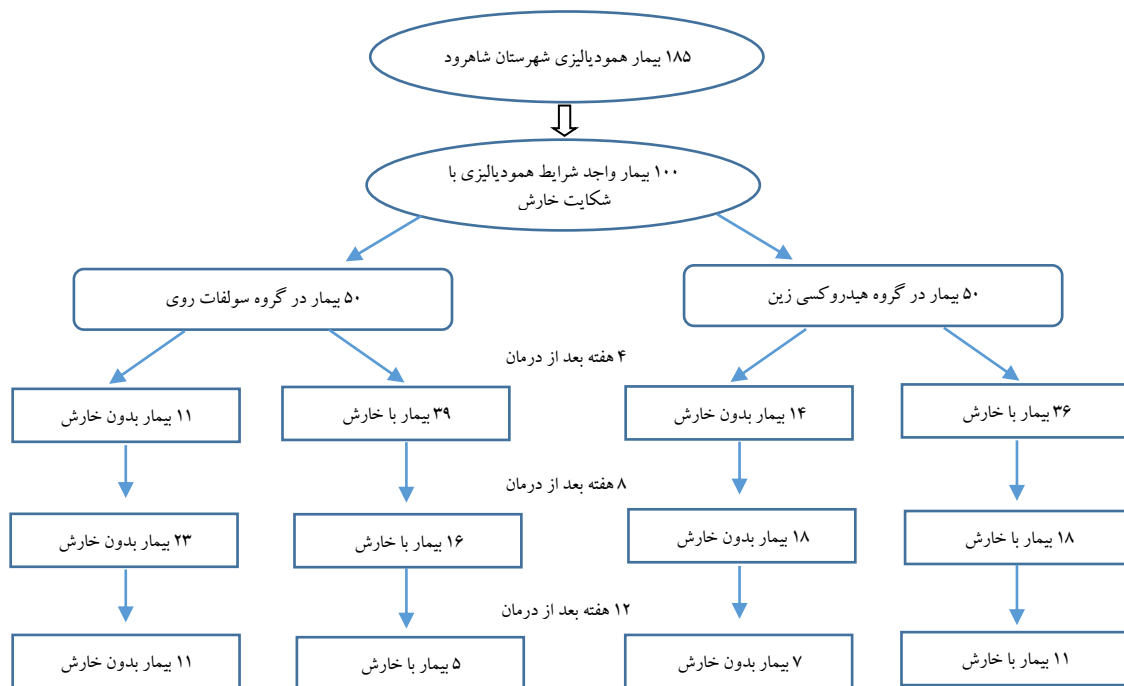 ۱۸۵ بیمار همودیالیزی شهرستان شاهرود
۱۰۰ بیمار واجد شرایط همودیالیزی با
شکایت خارش
۵۰ بیمار در گروه هیدروکسی زین
۵۰ بیمار در گروه سولفات روی
۴ هفته بعد از درمان
۳۶ بیمار با خارش
۱۴ بیمار بدون خارش
۳۹ بیمار با خارش
۱۱ بیمار بدون خارش
۸ هفته بعد از درمان
۱۸ بیمار با خارش
۱۸ بیمار بدون خارش
۱۶ بیمار با خارش
۲۳ بیمار بدون خارش
۱۲ هفته بعد از درمان
۱۱ بیمار با خارش
۷ بیمار بدون خارش
۵ بیمار با خارش
۱۱ بیمار بدون خارش